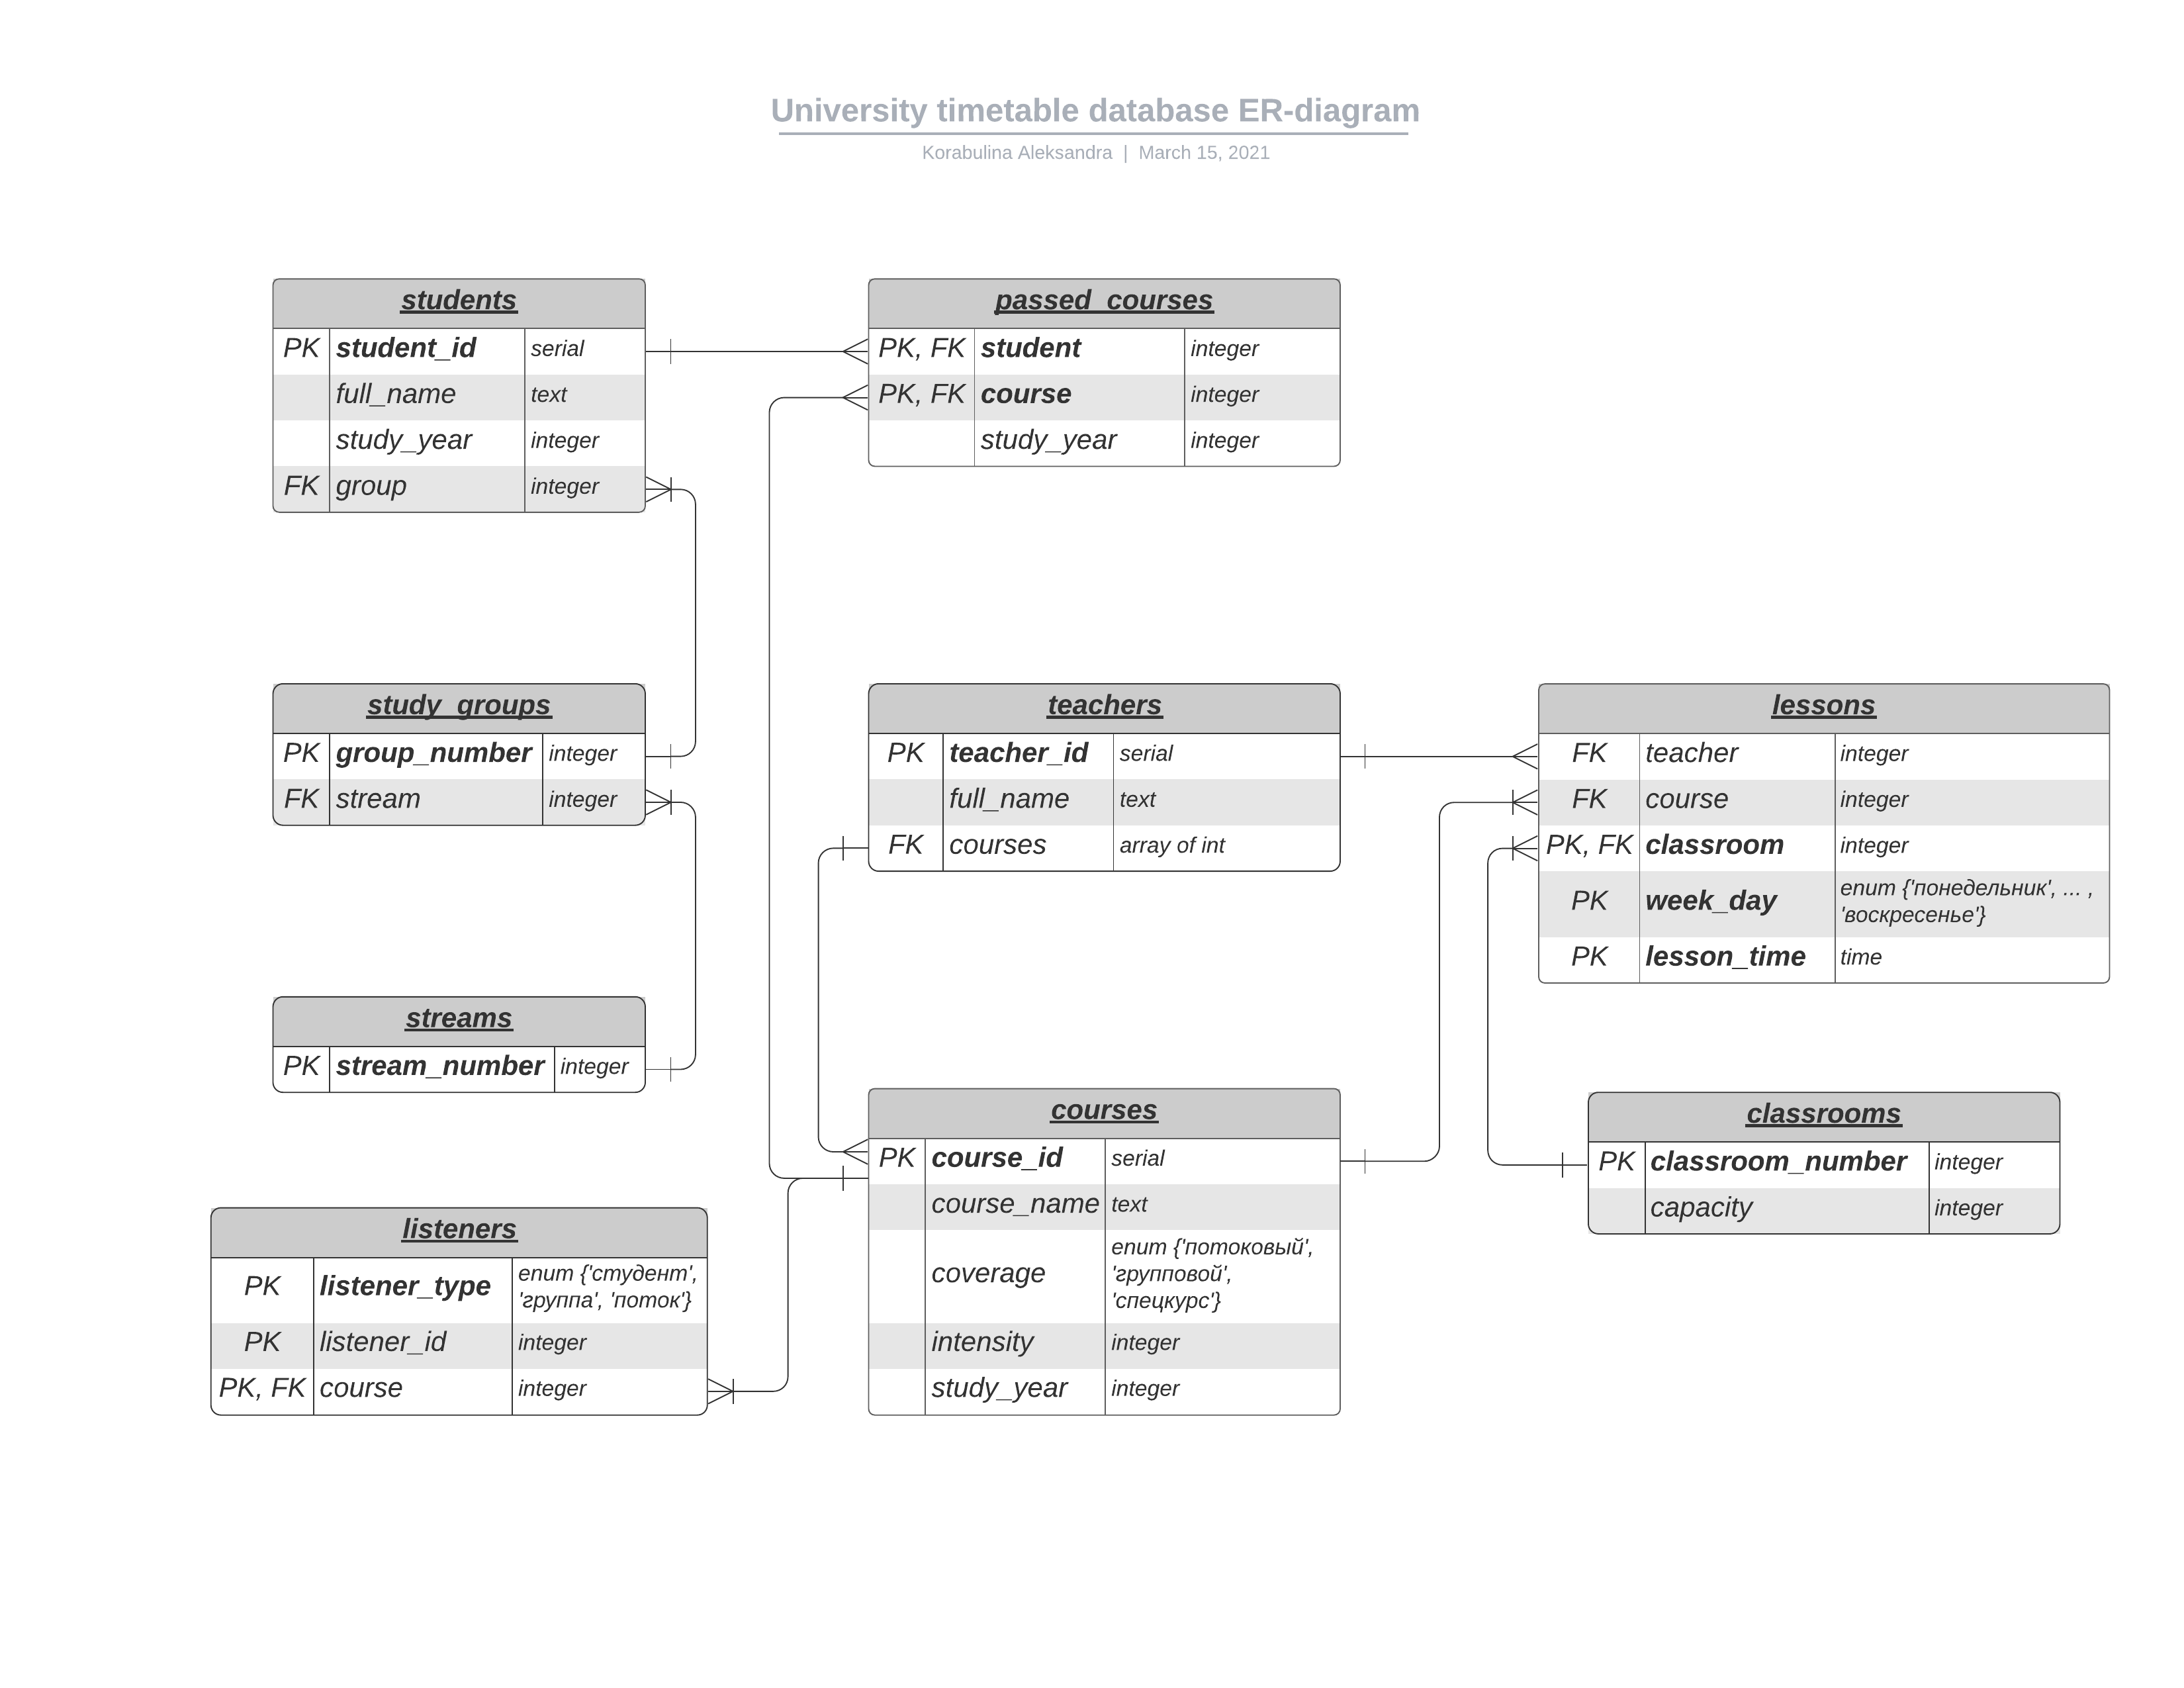 University timetable database ER-diagram
Korabulina Aleksandra | March 15, 2021
students
PK student_id serial
full_name text
study_year integer
FK group integer
passed_courses
PK, FK student integer
PK, FK course integer
study_year integer
study_groups
PK group_number integer
FK stream integer
teachers
PK teacher_id serial
full_name text
FK courses array of int
lessons
FK teacher integer
FK course integer
PK, FK classroom integer
PK week_day enum {'понедельник', ... ,
'воскресенье'}
PK lesson_time time
streams
PK stream_number integer
courses
PK course_id serial
course_name text
coverage enum {'потоковый',
'групповой',
'спецкурс'}
intensity integer
study_year integer
classrooms
PK classroom_number integer
capacity integer
listeners
PK listener_type enum {'студент',
'группа', 'поток'}
PK listener_id integer
PK, FK course integer